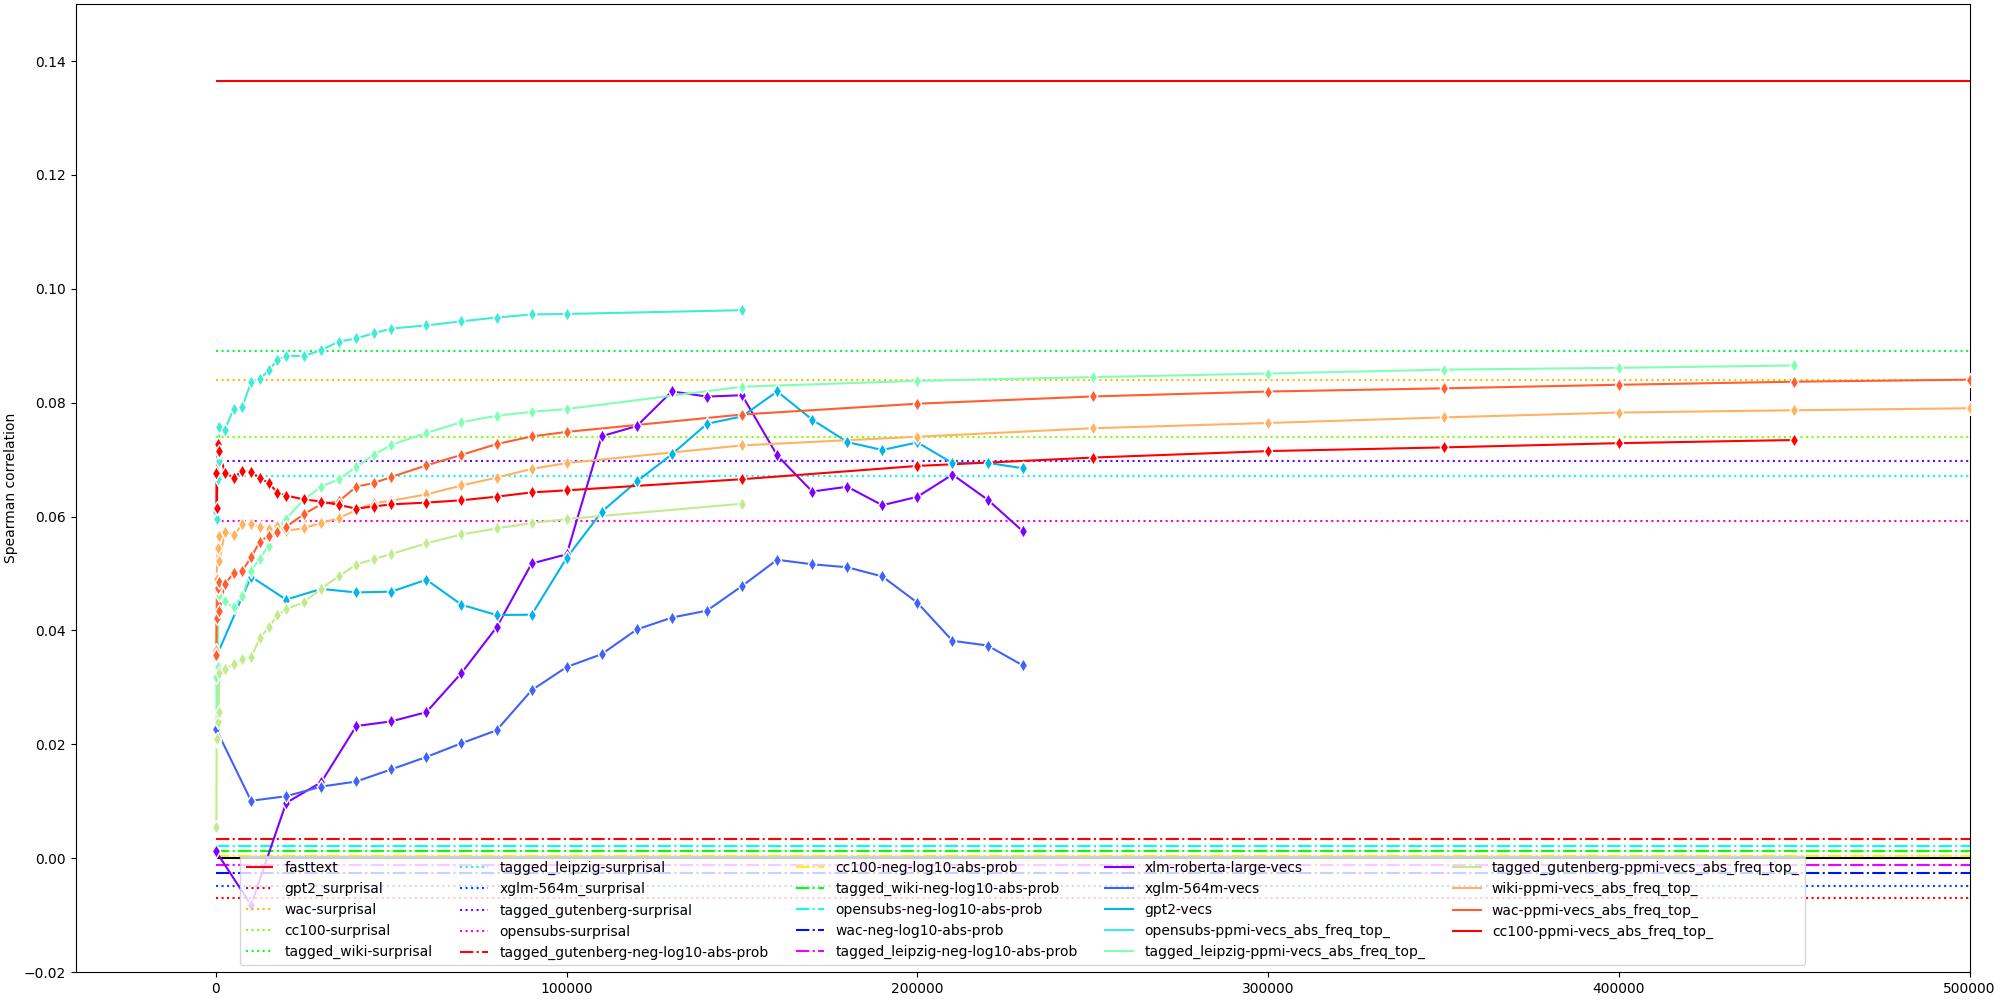 0.14
0.12
0.10
0.08
0.06
0.04
0.02
0.00
−0.02
Spearman correlation
0
100000
200000
300000
400000
500000
fasttext
gpt2_surprisal
wac-surprisal
cc100-surprisal
tagged_wiki-surprisal
tagged_leipzig-surprisal
xglm-564m_surprisal
tagged_gutenberg-surprisal
opensubs-surprisal
tagged_gutenberg-neg-log10-abs-prob
cc100-neg-log10-abs-prob
tagged_wiki-neg-log10-abs-prob
opensubs-neg-log10-abs-prob
wac-neg-log10-abs-prob
tagged_leipzig-neg-log10-abs-prob
xlm-roberta-large-vecs
xglm-564m-vecs
gpt2-vecs
opensubs-ppmi-vecs_abs_freq_top_
tagged_leipzig-ppmi-vecs_abs_freq_top_
tagged_gutenberg-ppmi-vecs_abs_freq_top_
wiki-ppmi-vecs_abs_freq_top_
wac-ppmi-vecs_abs_freq_top_
cc100-ppmi-vecs_abs_freq_top_